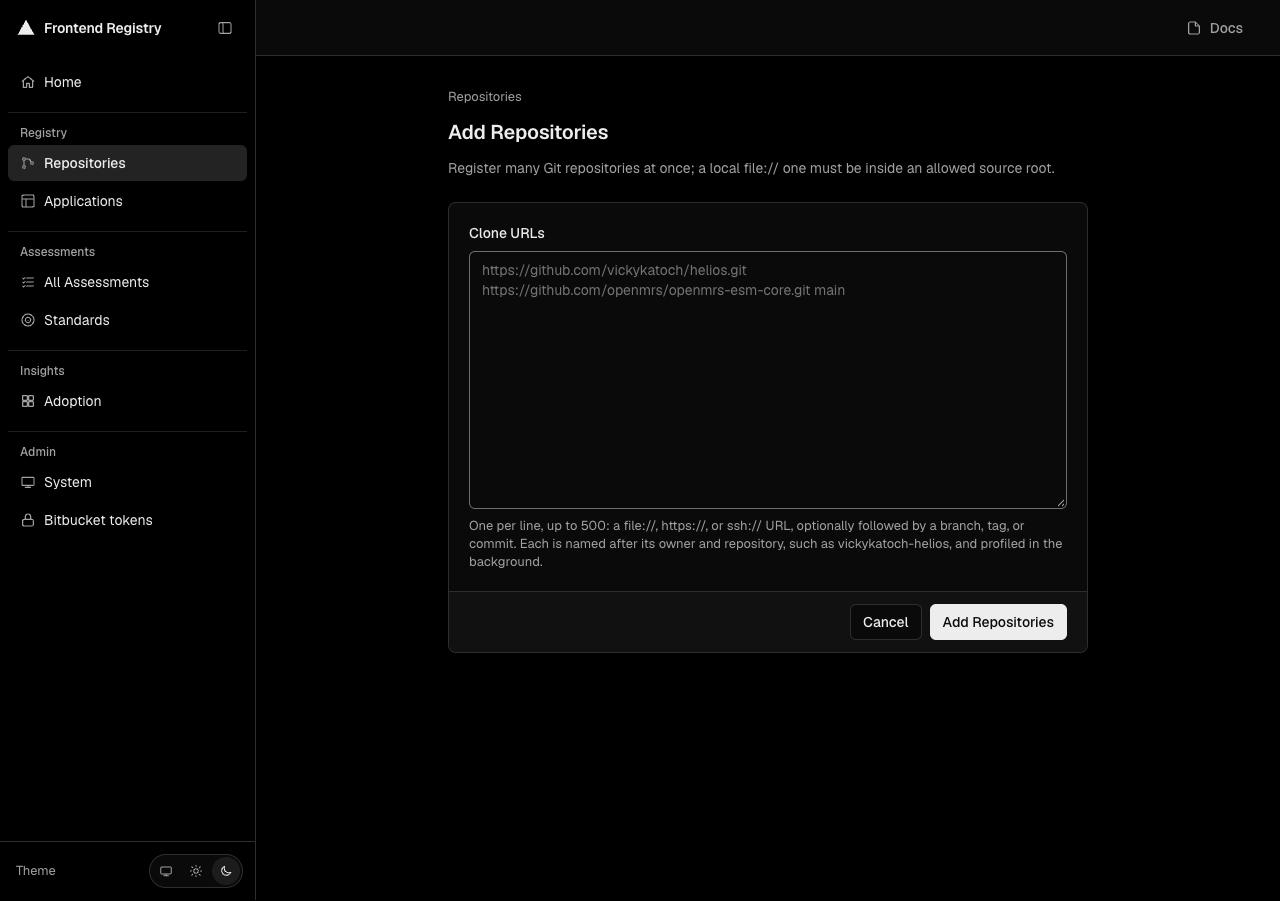 Frontend Registry
Docs
Home
Registry
Repositories
Applications
Assessments
All Assessments
Standards
Insights
Adoption
Admin
System
Bitbucket tokens
Theme
Repositories
Add Repositories
Register many Git repositories at once; a local file:// one must be inside an allowed source root.
Clone URLs
https://github.com/vickykatoch/helios.git
https://github.com/openmrs/openmrs-esm-core.git main
One per line, up to 500: a file://, https://, or ssh:// URL, optionally followed by a branch, tag, or
commit. Each is named after its owner and repository, such as vickykatoch-helios, and profiled in the
background.
Cancel
Add Repositories